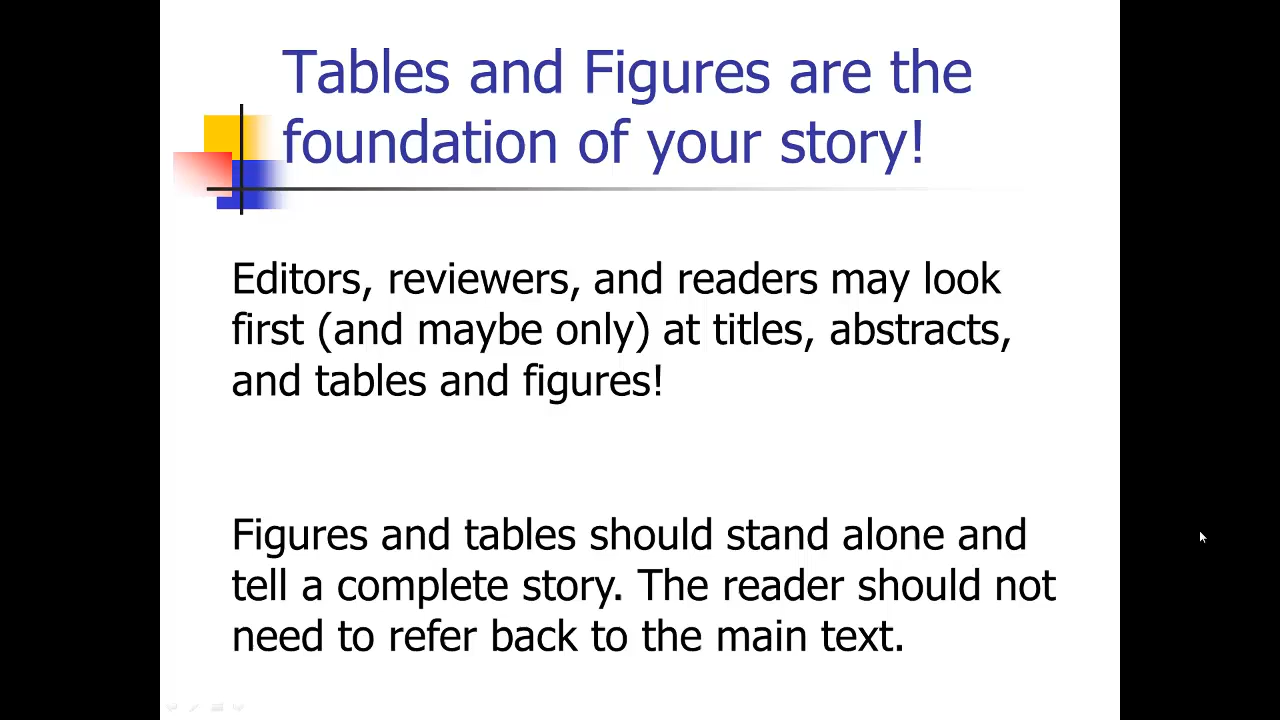 Tables and Figures are the
foundation of your story!
Editors, reviewers, and readers may look
first (and maybe only) at titles, abstracts,
and tables and figures!
Figures and tables should stand alone and
tell a complete story. The reader should not
need to refer back to the main text.